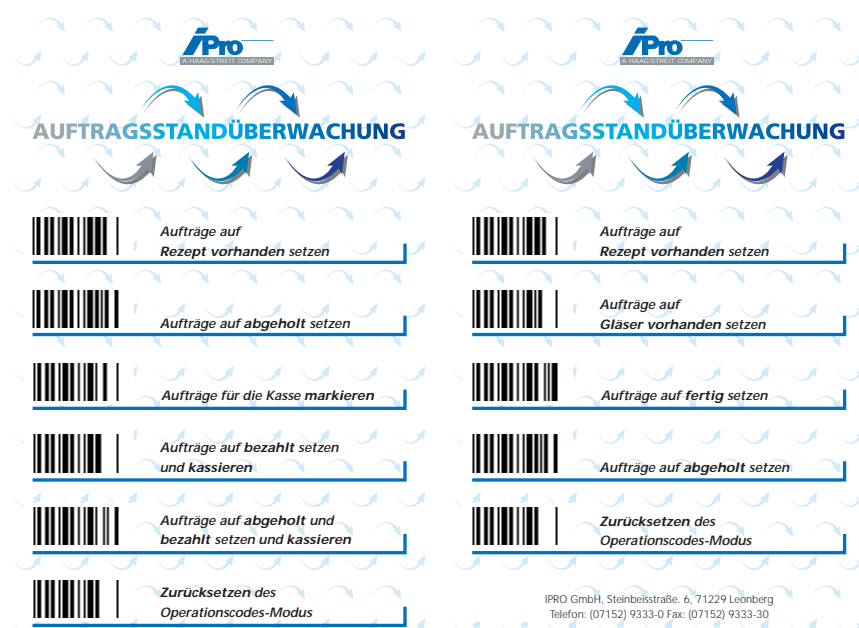 iPro
A HAAG-STREIT COMPANY
AUFTRAGSSTANDÜBERWACHUNG
Aufträge auf
Rezept vorhanden setzen
Aufträge auf abgeholt setzen
Aufträge für die Kasse markieren
Aufträge auf bezahlt setzen
und kassieren
Aufträge auf abgeholt und
bezahlt setzen und kassieren
Zurücksetzen des
Operationscodes-Modus
iPro
A HAAG-STREIT COMPANY
AUFTRAGSSTANDÜBERWACHUNG
Aufträge auf
Rezept vorhanden setzen
Aufträge auf
Gläser vorhanden setzen
Aufträge auf fertig setzen
Aufträge auf abgeholt setzen
Zurücksetzen des
Operationscodes-Modus
IPRO GmbH, Steinbeisstraße. 6, 71229 Leonberg
Telefon: (07152) 9333-0 Fax: (07152) 9333-30